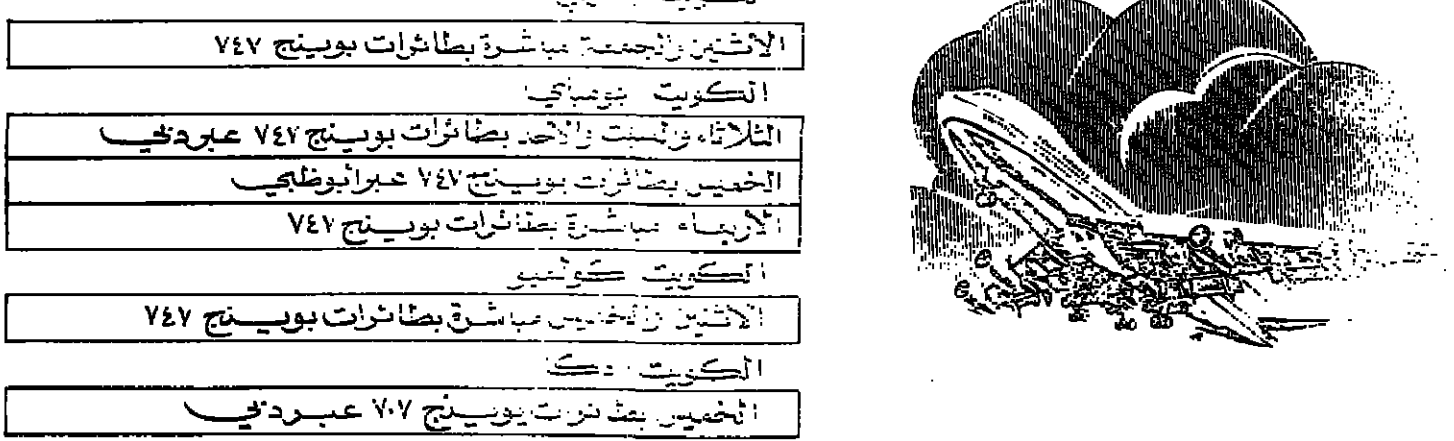 الكويت
الاثنين والجمعة مباشرة بطائرات بوينج ٧٤٧
الكويت بومباي
الثلاثاء والسبت والأحد بطائرات بوينج ٧٤٧ عبر دبي
الخميس بطائرات بوينج ٧٤٧ عبر أبوظبي
الأربعاء مباشرة بطائرات بوينج ٧٤٧
الكويت كولمبو
الاثنين والخميس مباشرة بطائرات بوينج ٧٤٧
الكويت دكا
الخميس بطائرات بوينج ٧٠٧ عبر دبي